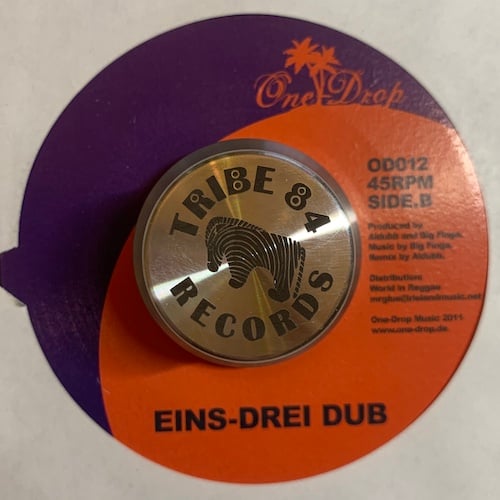 One Drop
OD012
45RPM
SIDE.B
Produced by
Aldubb and Big Finga.
Music by Big Finga.
Remix by Aldubb.
Distribution:
World in Reggae
One-Drop Music 2011
www.one-drop.de
TRIBE 84
RECORDS
EINS-DREI DUB